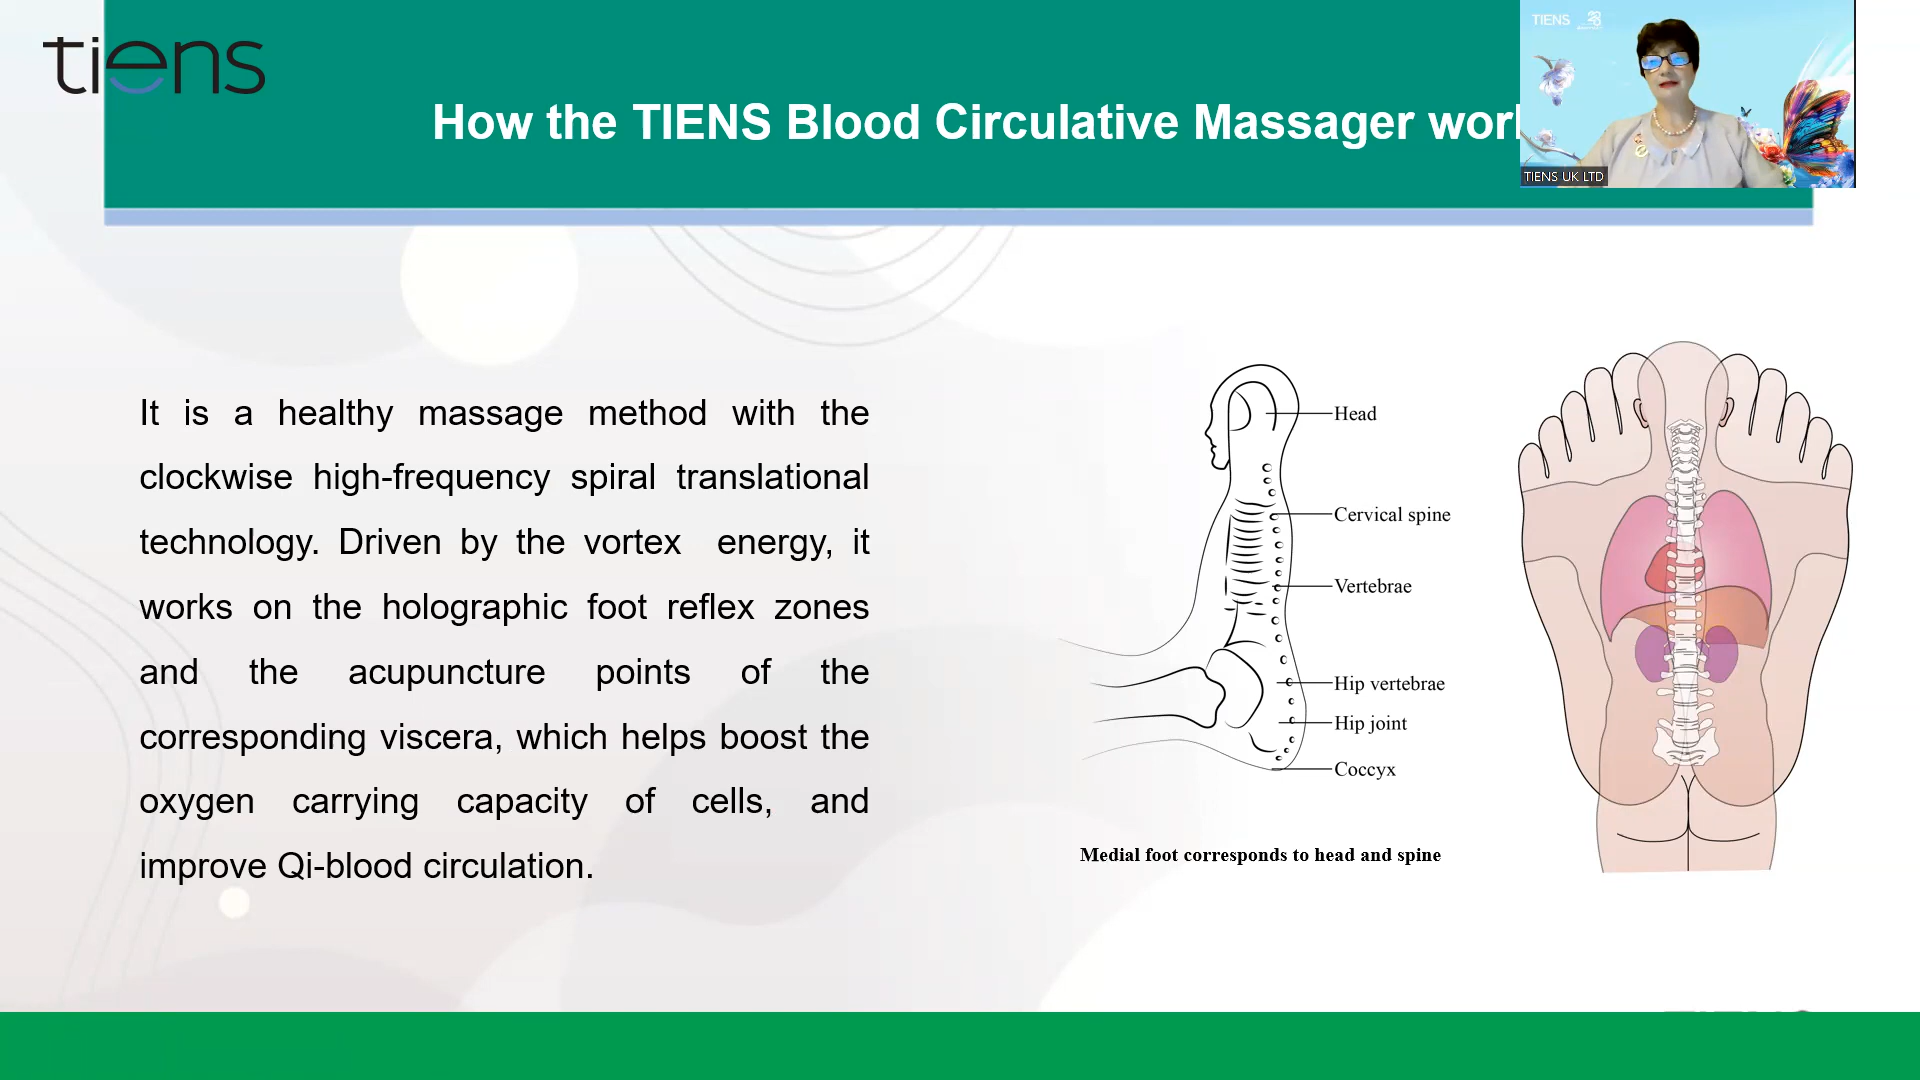 tiens
How the TIENS Blood Circulative Massager work
TIENS
TIENS UK LTD
It is a healthy massage method with the
clockwise high-frequency spiral translational
technology. Driven by the vortex energy, it
works on the holographic foot reflex zones
and the acupuncture points of the
corresponding viscera, which helps boost the
oxygen carrying capacity of cells, and
improve Qi-blood circulation.
Head
Cervical spine
Vertebrae
Hip vertebrae
Hip joint
Coccyx
Medial foot corresponds to head and spine